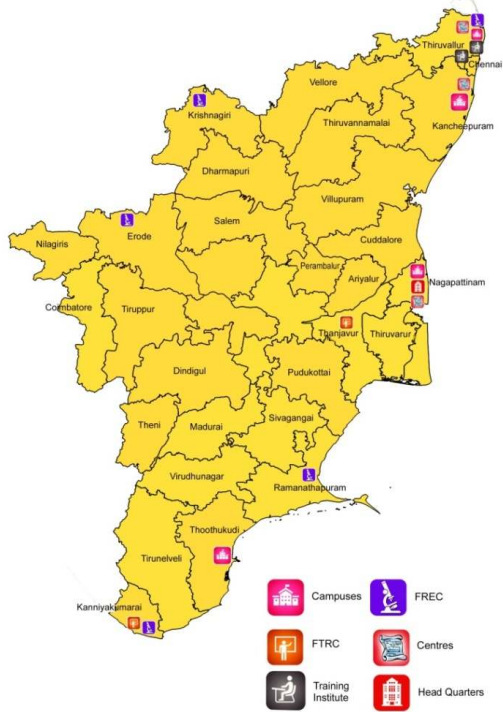 Thiruvallur
Chennai
Vellore
Krishnagiri
Thiruvannamalai
Kancheepuram
Dharmapuri
Villupuram
Salem
Erode
Nilagiris
Cuddalore
Perambalur
Ariyalur
Nagapattinam
Coimbatore
Tiruppur
Thanjavur
Thiruvarur
Dindigul
Pudukottai
Theni
Madurai
Sivagangai
Virudhunagar
Ramanathapuram
Thoothukudi
Tirunelveli
Kanniyakumarai
Campuses
FREC
FTRC
Centres
Training
Institute
Head Quarters